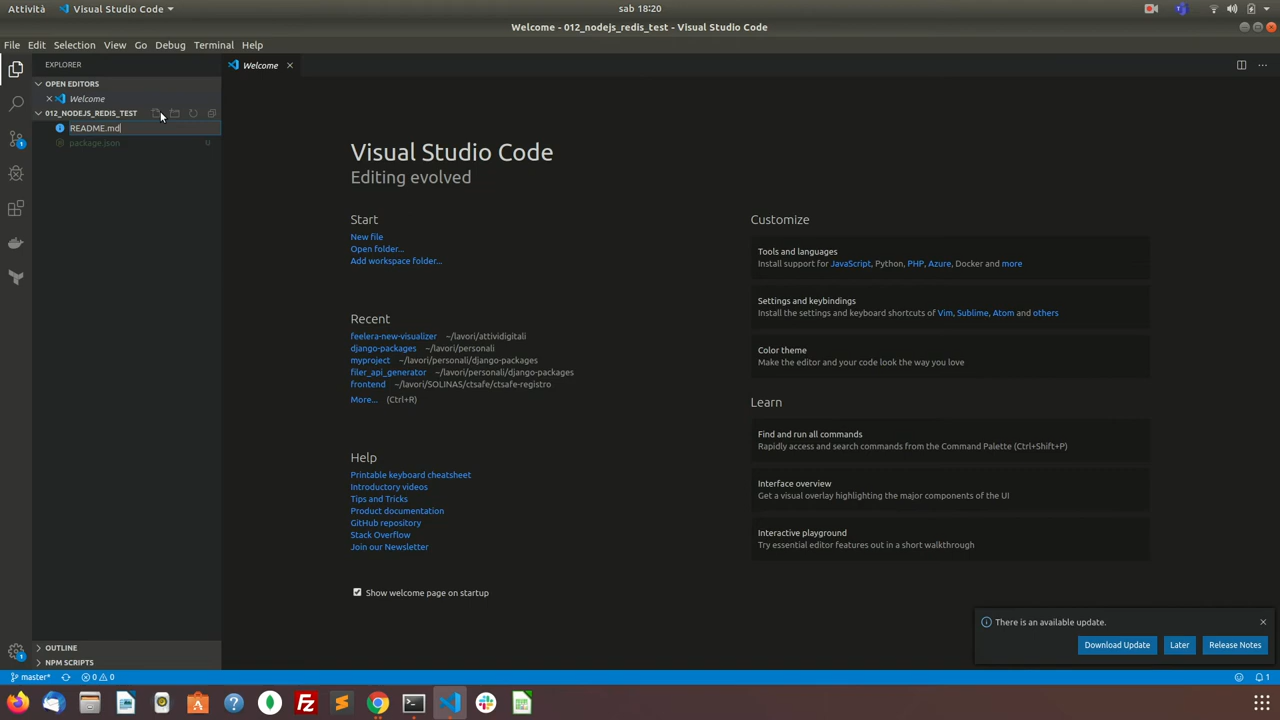 Attività
Visual Studio Code
sab 18:20
Welcome - 012_nodejs_redis_test - Visual Studio Code
File Edit Selection View Go Debug Terminal Help
EXPLORER
Welcome
OPEN EDITORS
Welcome
012_NODEJS_REDIS_TEST
README.md
package.json U
1
Visual Studio Code
Editing evolved
Start
New file
Open folder...
Add workspace folder...
Recent
feelera-new-visualizer ~/lavori/attividigitali
django-packages ~/lavori/personali
myproject ~/lavori/personali/django-packages
filer_api_generator ~/lavori/personali/django-packages
frontend ~/lavori/SOLINAS/ctsafe/ctsafe-registro
More... (Ctrl+R)
Help
Printable keyboard cheatsheet
Introductory videos
Tips and Tricks
Product documentation
GitHub repository
Stack Overflow
Join our Newsletter
Show welcome page on startup
Customize
Tools and languages
Install support for JavaScript, Python, PHP, Azure, Docker and more
Settings and keybindings
Install the settings and keyboard shortcuts of Vim, Sublime, Atom and others
Color theme
Make the editor and your code look the way you love
Learn
Find and run all commands
Rapidly access and search commands from the Command Palette (Ctrl+Shift+P)
Interface overview
Get a visual overlay highlighting the major components of the UI
Interactive playground
Try essential editor features out in a short walkthrough
There is an available update.
Download Update
Later
Release Notes
OUTLINE
NPM SCRIPTS
1
master*
0
0
1